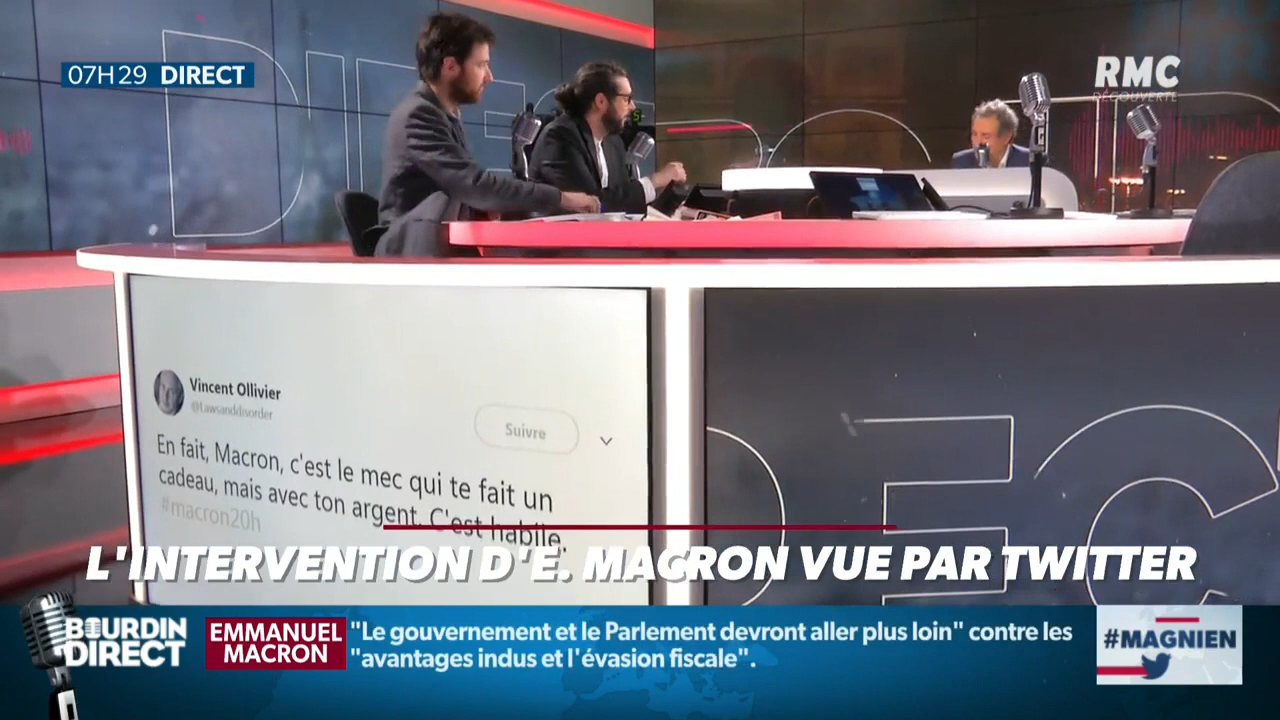 07H29 DIRECT
RMC
DÉCOUVERTE
Vincent Ollivier
@Lawsanddisorder
Suivre
En fait, Macron, c'est le mec qui te fait un
cadeau, mais avec ton argent. C'est habile.
#macron20h
L'INTERVENTION D'E. MACRON VUE PAR TWITTER
BOURDIN
DIRECT
EMMANUEL
MACRON
"Le gouvernement et le Parlement devront aller plus loin" contre les
"avantages indus et l'évasion fiscale".
#MAGNIEN